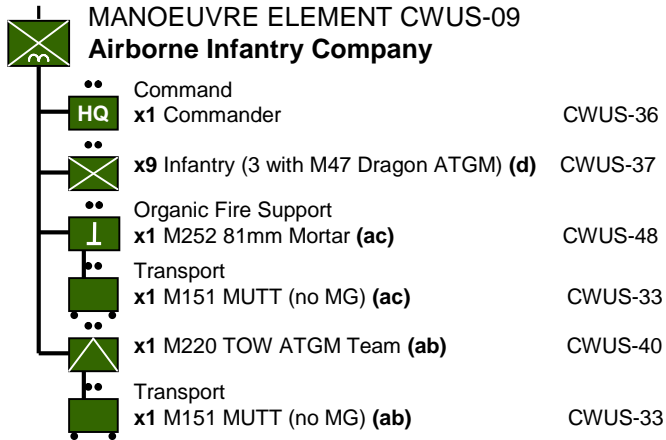 MANOEUVRE ELEMENT CWUS-09
Airborne Infantry Company
Command
HQ x1 Commander CWUS-36
x9 Infantry (3 with M47 Dragon ATGM) (d) CWUS-37
Organic Fire Support
x1 M252 81mm Mortar (ac) CWUS-48
Transport
x1 M151 MUTT (no MG) (ac) CWUS-33
x1 M220 TOW ATGM Team (ab) CWUS-40
Transport
x1 M151 MUTT (no MG) (ab) CWUS-33